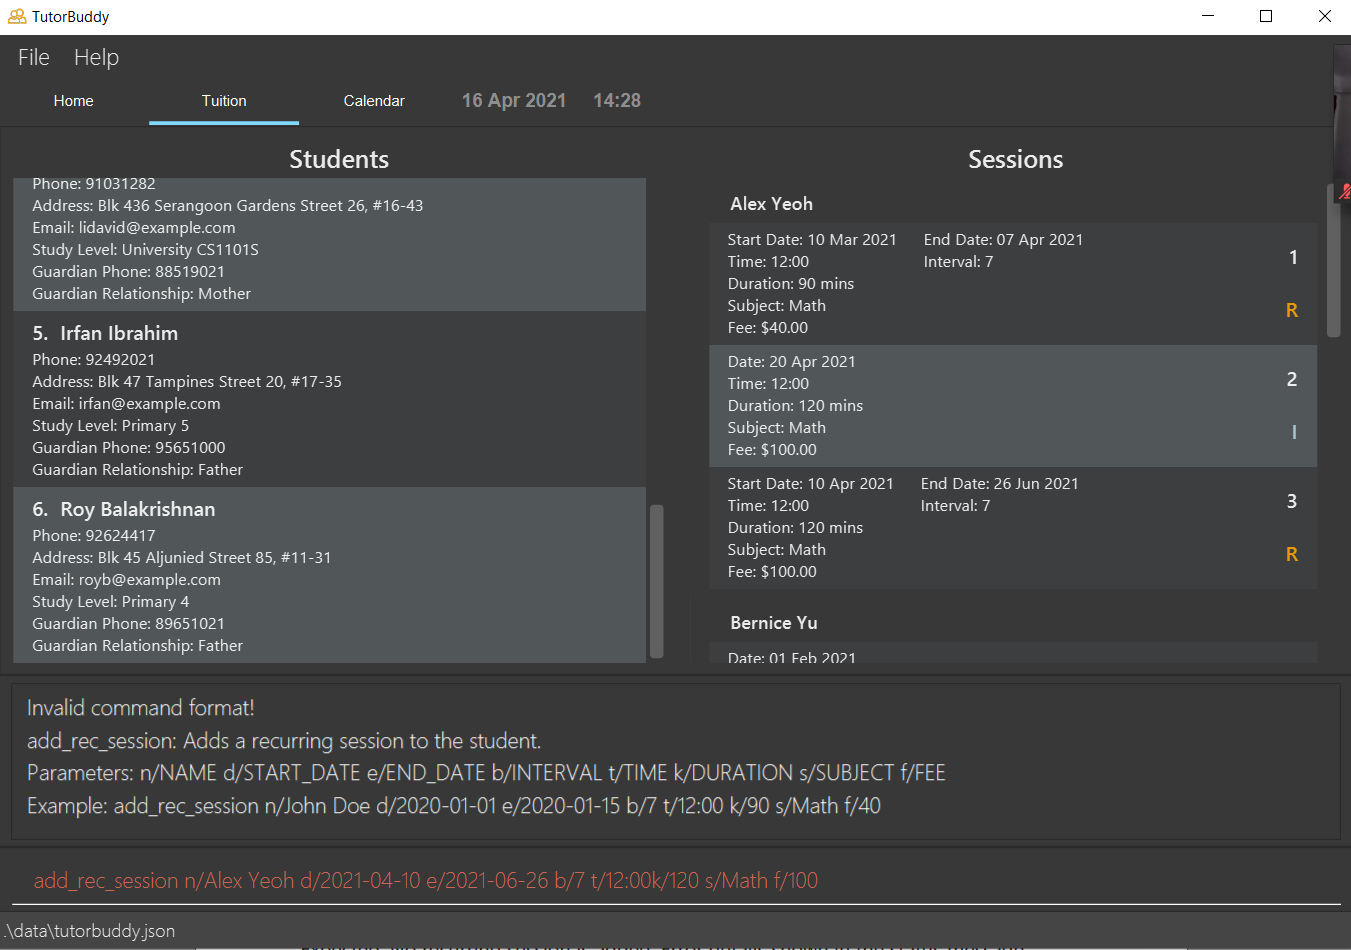 TutorBuddy
File Help
Home Tuition Calendar 16 Apr 2021 14:28
Students
Phone: 91031282
Address: Blk 436 Serangoon Gardens Street 26, #16-43
Email: lidavid@example.com
Study Level: University CS1101S
Guardian Phone: 88519021
Guardian Relationship: Mother
5. Irfan Ibrahim
Phone: 92492021
Address: Blk 47 Tampines Street 20, #17-35
Email: irfan@example.com
Study Level: Primary 5
Guardian Phone: 95651000
Guardian Relationship: Father
6. Roy Balakrishnan
Phone: 92624417
Address: Blk 45 Aljunied Street 85, #11-31
Email: royb@example.com
Study Level: Primary 4
Guardian Phone: 89651021
Guardian Relationship: Father
Sessions
Alex Yeoh
Start Date: 10 Mar 2021 End Date: 07 Apr 2021
1
Time: 12:00 Interval: 7
Duration: 90 mins
Subject: Math
R
Fee: $40.00
Date: 20 Apr 2021
2
Time: 12:00
Duration: 120 mins
Subject: Math
I
Fee: $100.00
Start Date: 10 Apr 2021 End Date: 26 Jun 2021
3
Time: 12:00 Interval: 7
Duration: 120 mins
Subject: Math
R
Fee: $100.00
Bernice Yu
Date: 01 Feb 2021
Invalid command format!
add_rec_session: Adds a recurring session to the student.
Parameters: n/NAME d/START_DATE e/END_DATE b/INTERVAL t/TIME k/DURATION s/SUBJECT f/FEE
Example: add_rec_session n/John Doe d/2020-01-01 e/2020-01-15 b/7 t/12:00 k/90 s/Math f/40
add_rec_session n/Alex Yeoh d/2021-04-10 e/2021-06-26 b/7 t/12:00k/120 s/Math f/100
.\data\tutorbuddy.json